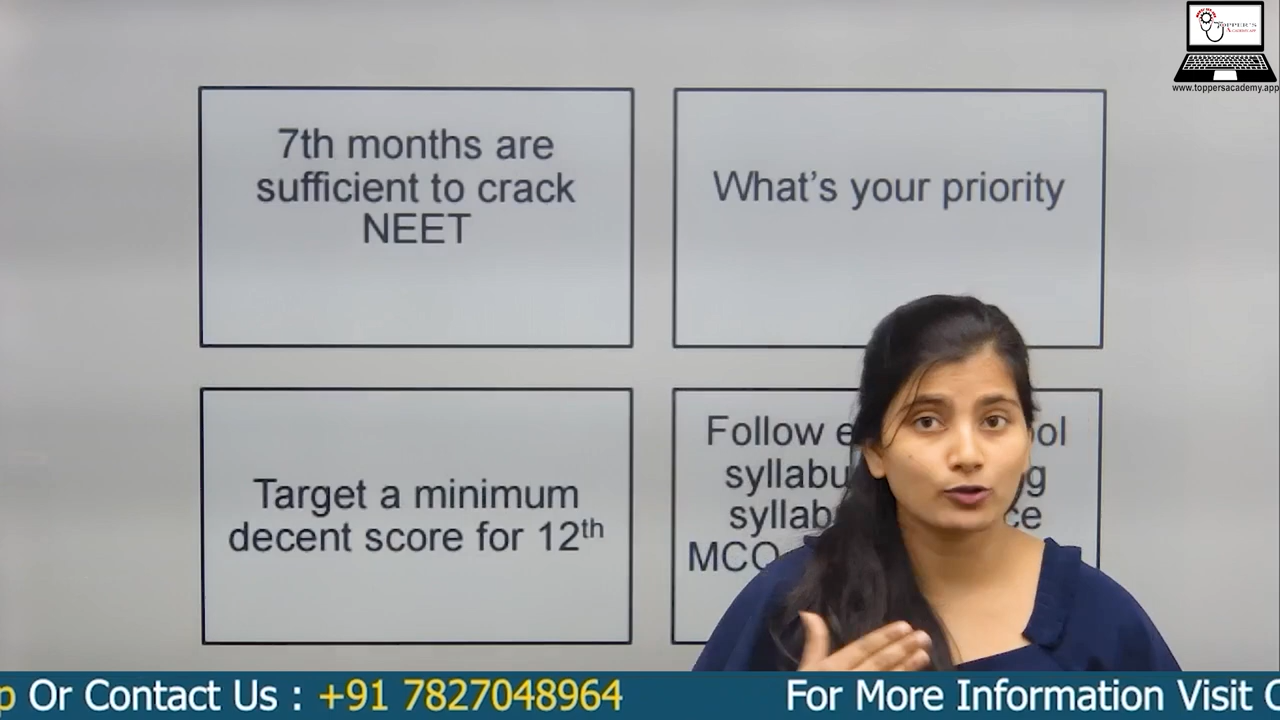 TOPPER'S
www.toppersacademy.app
7th months are
sufficient to crack
NEET
What's your priority
Target a minimum
decent score for 12th
Follow
syllab
MCQ
Or Contact Us : +91 7827048964
For More Information Visit